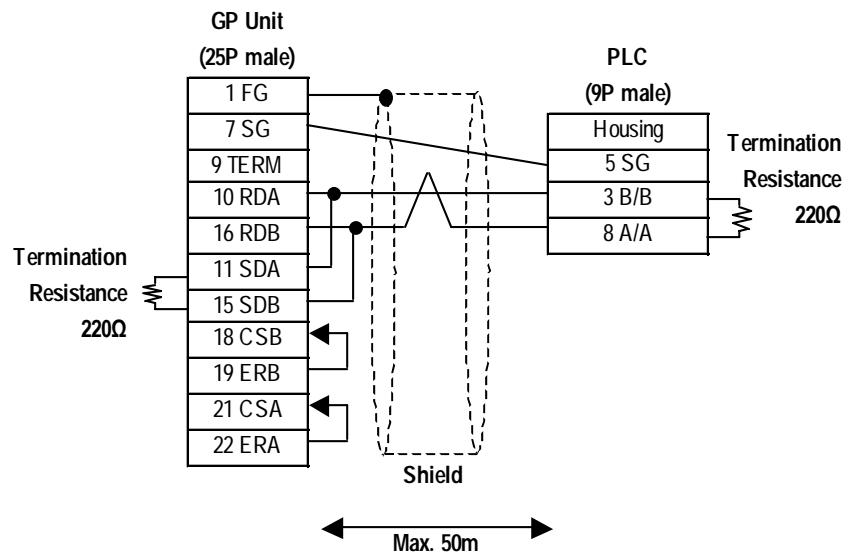 GP Unit
(25P male)
1 FG
7 SG
9 TERM
10 RDA
16 RDB
11 SDA
15 SDB
18 CSB
19 ERB
21 CSA
22 ERA
Termination
Resistance
220Ω
Shield
Max. 50m
PLC
(9P male)
Housing
5 SG
3 B/B
8 A/A
Termination
Resistance
220Ω